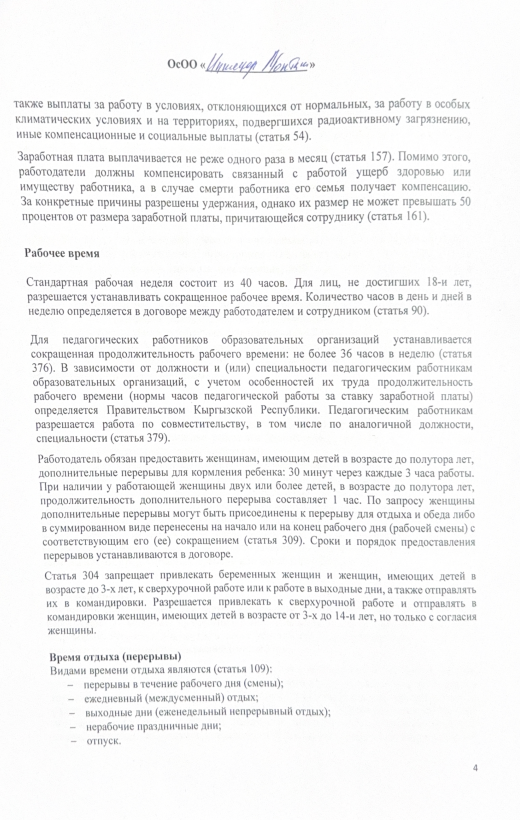 ОсОО « »
также выплаты за работу в условиях, отклоняющихся от нормальных, за работу в особых
климатических условиях и на территориях, подвергшихся радиоактивному загрязнению,
иные компенсационные и социальные выплаты (статья 54).
Заработная плата выплачивается не реже одного раза в месяц (статья 157). Помимо этого,
работодатели должны компенсировать связанный с работой ущерб здоровью или
имуществу работника, а в случае смерти работника его семья получает компенсацию.
За конкретные причины разрешены удержания, однако их размер не может превышать 50
процентов от размера заработной платы, причитающейся сотруднику (статья 161).
Рабочее время
Стандартная рабочая неделя состоит из 40 часов. Для лиц, не достигших 18-и лет,
разрешается устанавливать сокращенное рабочее время. Количество часов в день и дней в
неделю определяется в договоре между работодателем и сотрудником (статья 90).
Для педагогических работников образовательных организаций устанавливается
сокращенная продолжительность рабочего времени: не более 36 часов в неделю (статья
376). В зависимости от должности и (или) специальности педагогическим работникам
образовательных организаций, с учетом особенностей их труда продолжительность
рабочего времени (нормы часов педагогической работы за ставку заработной платы)
определяется Правительством Кыргызской Республики. Педагогическим работникам
разрешается работа по совместительству, в том числе по аналогичной должности,
специальности (статья 379).
Работодатель обязан предоставить женщинам, имеющим детей в возрасте до полутора лет,
дополнительные перерывы для кормления ребенка: 30 минут через каждые 3 часа работы.
При наличии у работающей женщины двух или более детей, в возрасте до полутора лет,
продолжительность дополнительного перерыва составляет 1 час. По запросу женщины
дополнительные перерывы могут быть присоединены к перерыву для отдыха и обеда либо
в суммированном виде перенесены на начало или на конец рабочего дня (рабочей смены) с
соответствующим его (ее) сокращением (статья 309). Сроки и порядок предоставления
перерывов устанавливаются в договоре.
Статья 304 запрещает привлекать беременных женщин и женщин, имеющих детей в
возрасте до 3-х лет, к сверхурочной работе или к работе в выходные дни, а также отправлять
их в командировки. Разрешается привлекать к сверхурочной работе и отправлять в
командировки женщин, имеющих детей в возрасте от 3-х до 14-и лет, но только с согласия
женщины.
Время отдыха (перерывы)
Видами времени отдыха являются (статья 109):
– перерывы в течение рабочего дня (смены);
– ежедневный (междусменный) отдых;
– выходные дни (еженедельный непрерывный отдых);
– нерабочие праздничные дни;
– отпуск.
4